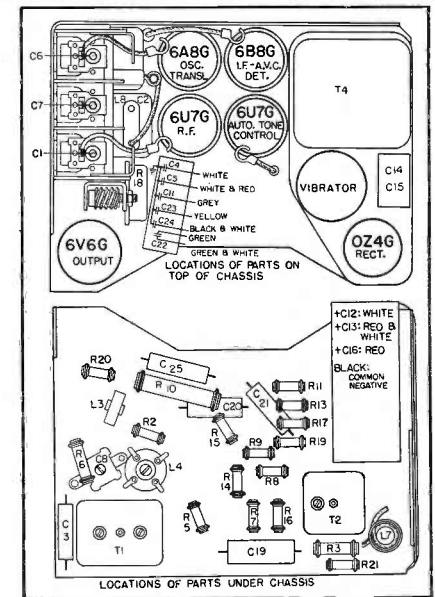 C6
C7
C1
L8 C2
R
18
6A8G
OSC.
TRANSL.
6B8G
I.F.-A.V.C.
DET.
6U7G
R.F.
6U7G
AUTO. TONE
CONTROL
T4
VIBRATOR
C14
C15
6V6G
OUTPUT
OZ4G
RECT.
C4
C5
C11
C23
C24
C22
WHITE
WHITE & RED
GREY
YELLOW
BLACK & WHITE
GREEN
GREEN & WHITE
LOCATIONS OF PARTS ON
TOP OF CHASSIS
+C12: WHITE
+C13: RED &
WHITE
+C16: RED
BLACK:
COMMON
NEGATIVE
R20
C25
R10
L3
R2
C20
C
21
R
15
R11
R13
R17
R19
R9
R8
R
6
C8
L4
R
14
R
5
R
7
R
16
C
3
T1
T2
L7
C19
R3
R21
LOCATIONS OF PARTS UNDER CHASSIS